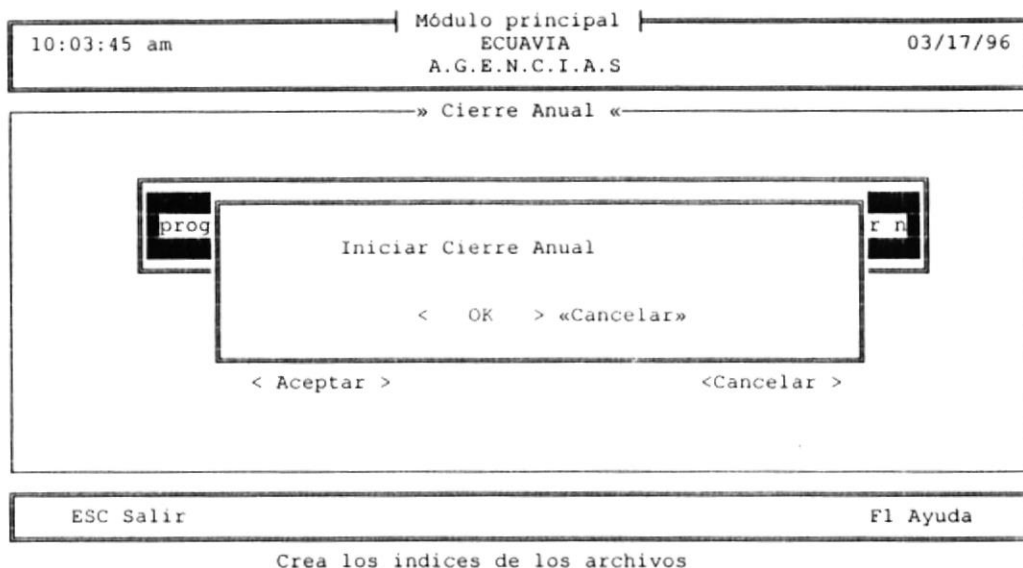 Módulo principal
10:03:45 am ECUAVIA 03/17/96
A.G.E.N.C.I.A.S
» Cierre Anual «
prog r n
Iniciar Cierre Anual
< OK > «Cancelar»
< Aceptar > <Cancelar >
ESC Salir F1 Ayuda
Crea los indices de los archivos